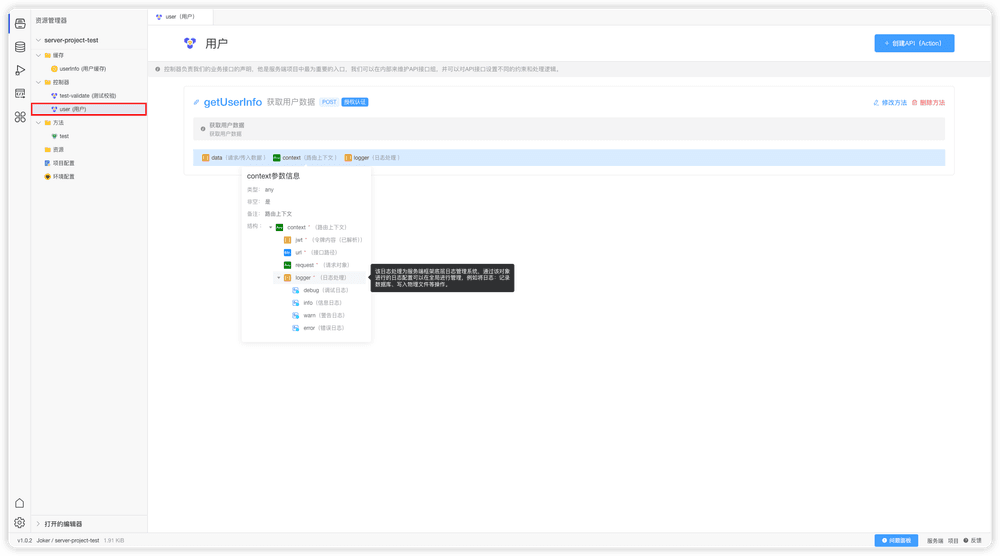 资源管理器
server-project-test
缓存
userInfo (用户缓存)
控制器
test-validate (测试校验)
user (用户)
方法
test
资源
项目配置
环境配置
打开的编辑器
user（用户）
用户
+ 创建API（Action）
控制器负责我们的业务接口的声明，他是服务端项目中最为重要的入口，我们可以在内部来维护API接口组，并可以对API接口设置不同的约束和处理逻辑。
getUserInfo 获取用户数据 POST 授权认证
修改方法 删除方法
获取用户数据
获取用户数据
data（请求/传入数据） context（路由上下文） logger（日志处理）
context参数信息
类型： any
非空： 是
备注： 路由上下文
结构： context *（路由上下文）
jwt *（令牌内容（已解析））
url *（接口路径）
request *（请求对象）
logger *（日志处理）
debug（调试日志）
info（信息日志）
warn（警告日志）
error（错误日志）
该日志处理为服务端框架底层日志管理系统，通过该对象
进行的日志配置可以在全局进行管理，例如将日志：记录
数据库、写入物理文件等操作。
v1.0.2 Joker / server-project-test 1.91 KiB
问题面板 服务端 项目 反馈